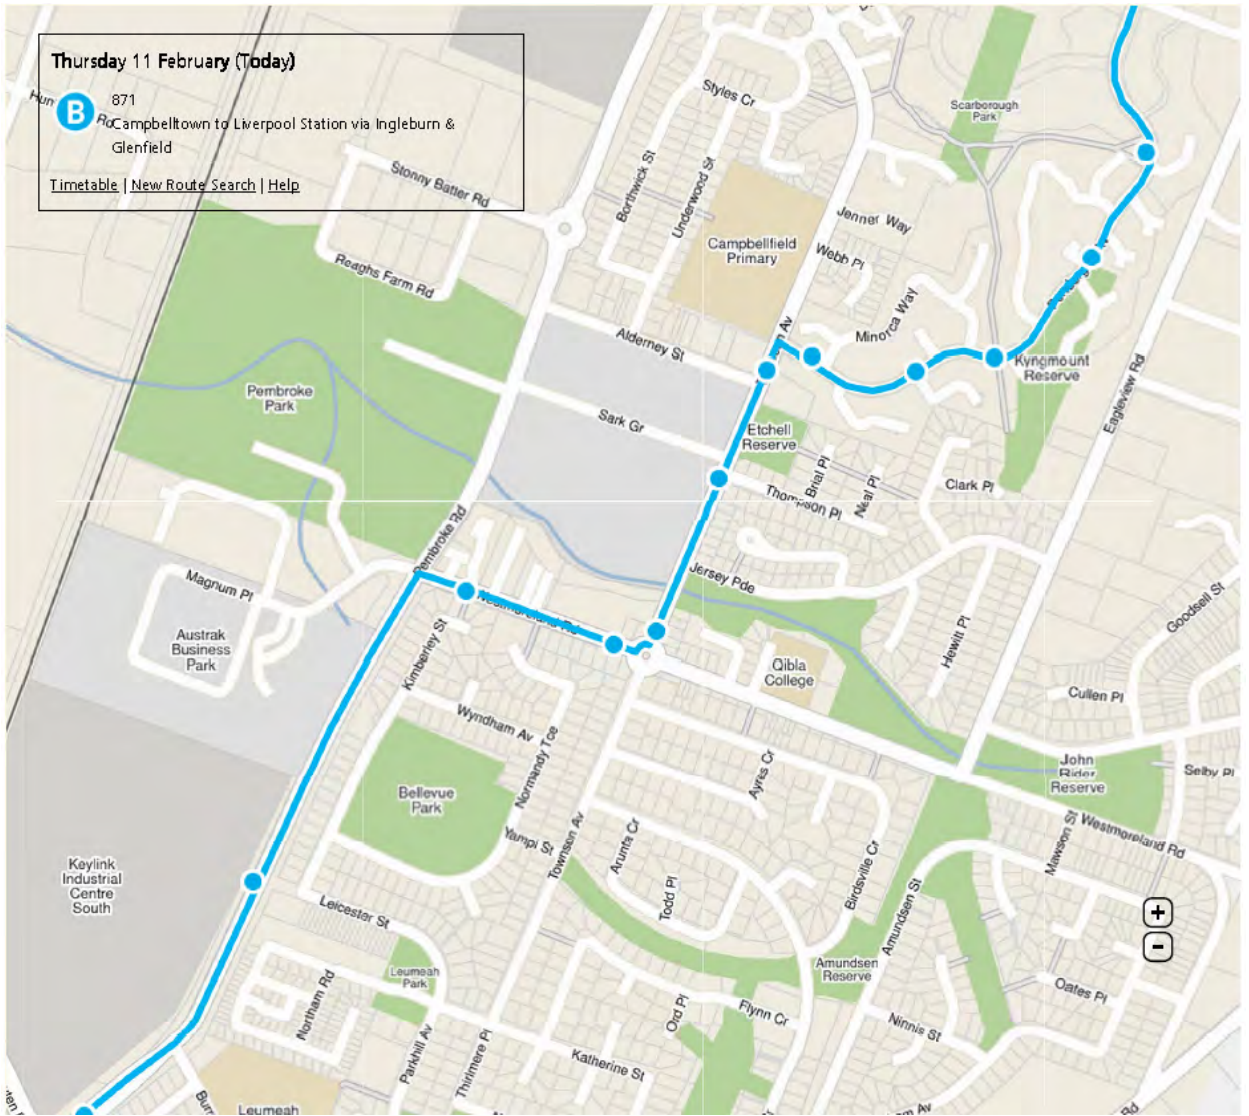 Thursday 11 February (Today)
B
871
Campbelltown to Liverpool Station via Ingleburn &
Glenfield
Timetable | New Route Search | Help
Rd
Stonny Batter Rd
Reaghs Farm Rd
Styles Cr
Borthwick St
Underwood St
Scarborough
Park
Campbellfield
Primary
Jenner Way
Webb Pl
Minorca Way
Alderney St
Kyngmount
Reserve
Eagleview Rd
Pembroke
Park
Sark Gr
Etchell
Reserve
Brial Pl
Neal Pl
Clark Pl
Thompson Pl
Pembroke Rd
Magnum Pl
Westmoreland Rd
Jersey Pde
Goodsell St
Hewitt Pl
Austrak
Business
Park
Kimberley St
Qibla
College
Cullen Pl
Wyndham Av
Normandy Tce
Ayres Cr
John
Rider
Reserve
Selby Pl
Bellevue
Park
Yampi St
Townson Av
Arunta Cr
Todd Pl
Birdsville Cr
Amundsen St
Mawson St
Westmoreland Rd
Keylink
Industrial
Centre
South
Leicester St
+
-
Leumeah
Park
Northam Rd
Amundsen
Reserve
Oates Pl
Ord Pl
Flynn Cr
Ninnis St
Parkhill Av
Thirlmere Pl
Katherine St
Leumeah
Av
Rd